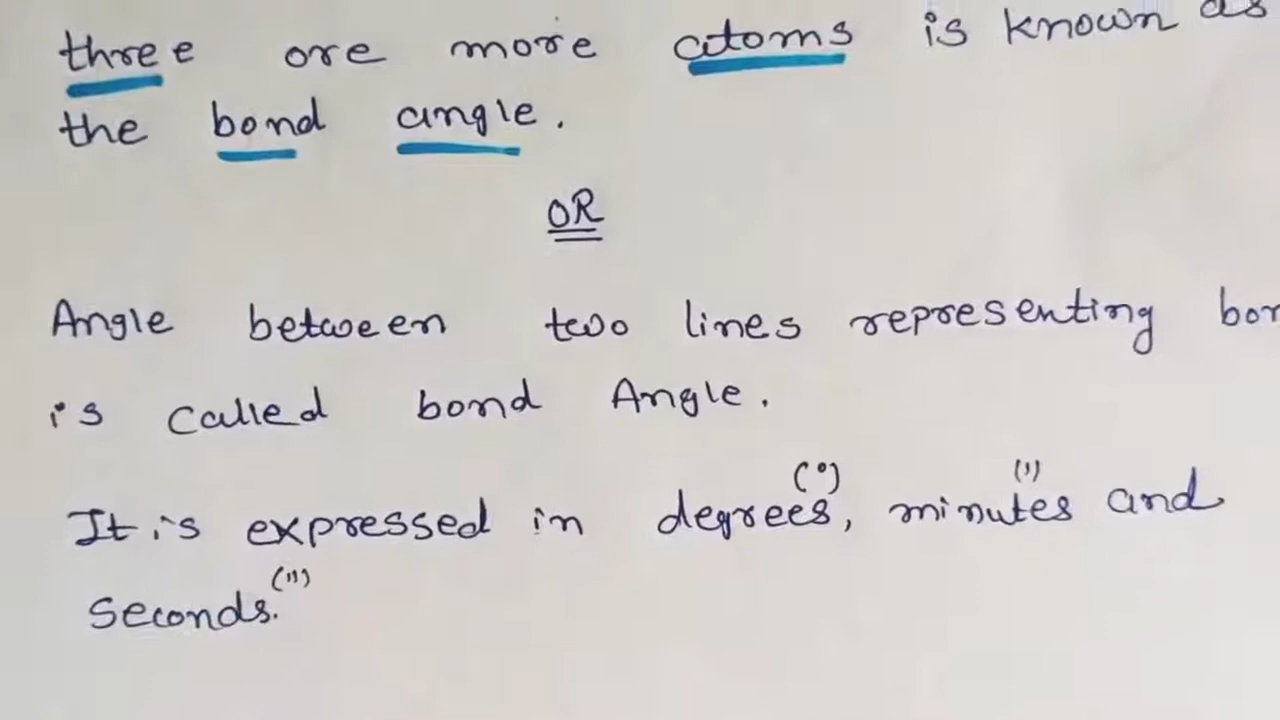 three ore more atoms is known as
the bond angle.
OR
Angle between two lines representing
is called bond Angle.
(°) (')
It is expressed in degrees, minutes and
('')
seconds.